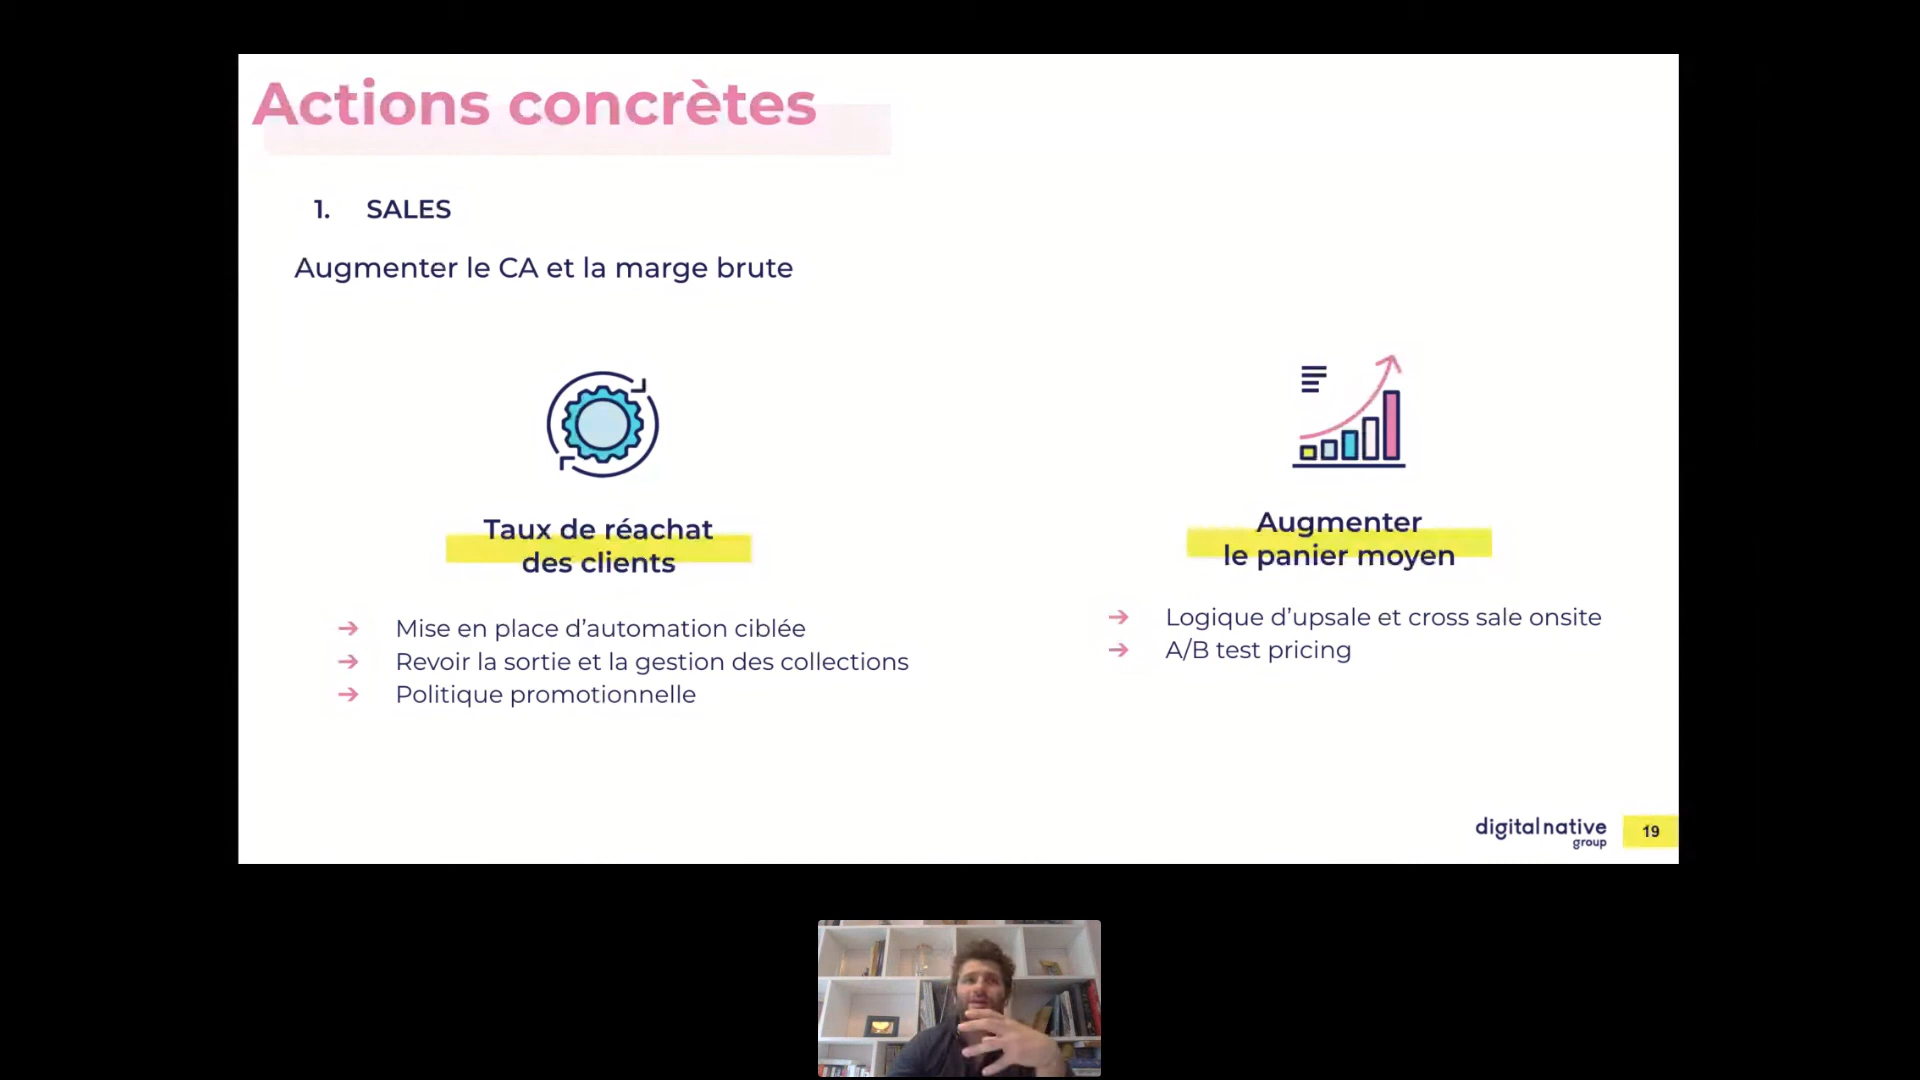 Actions concrètes
1. SALES
Augmenter le CA et la marge brute
Taux de réachat
des clients
➔ Mise en place d’automation ciblée
➔ Revoir la sortie et la gestion des collections
➔ Politique promotionnelle
Augmenter
le panier moyen
➔ Logique d’upsale et cross sale onsite
➔ A/B test pricing
digital native
group
19